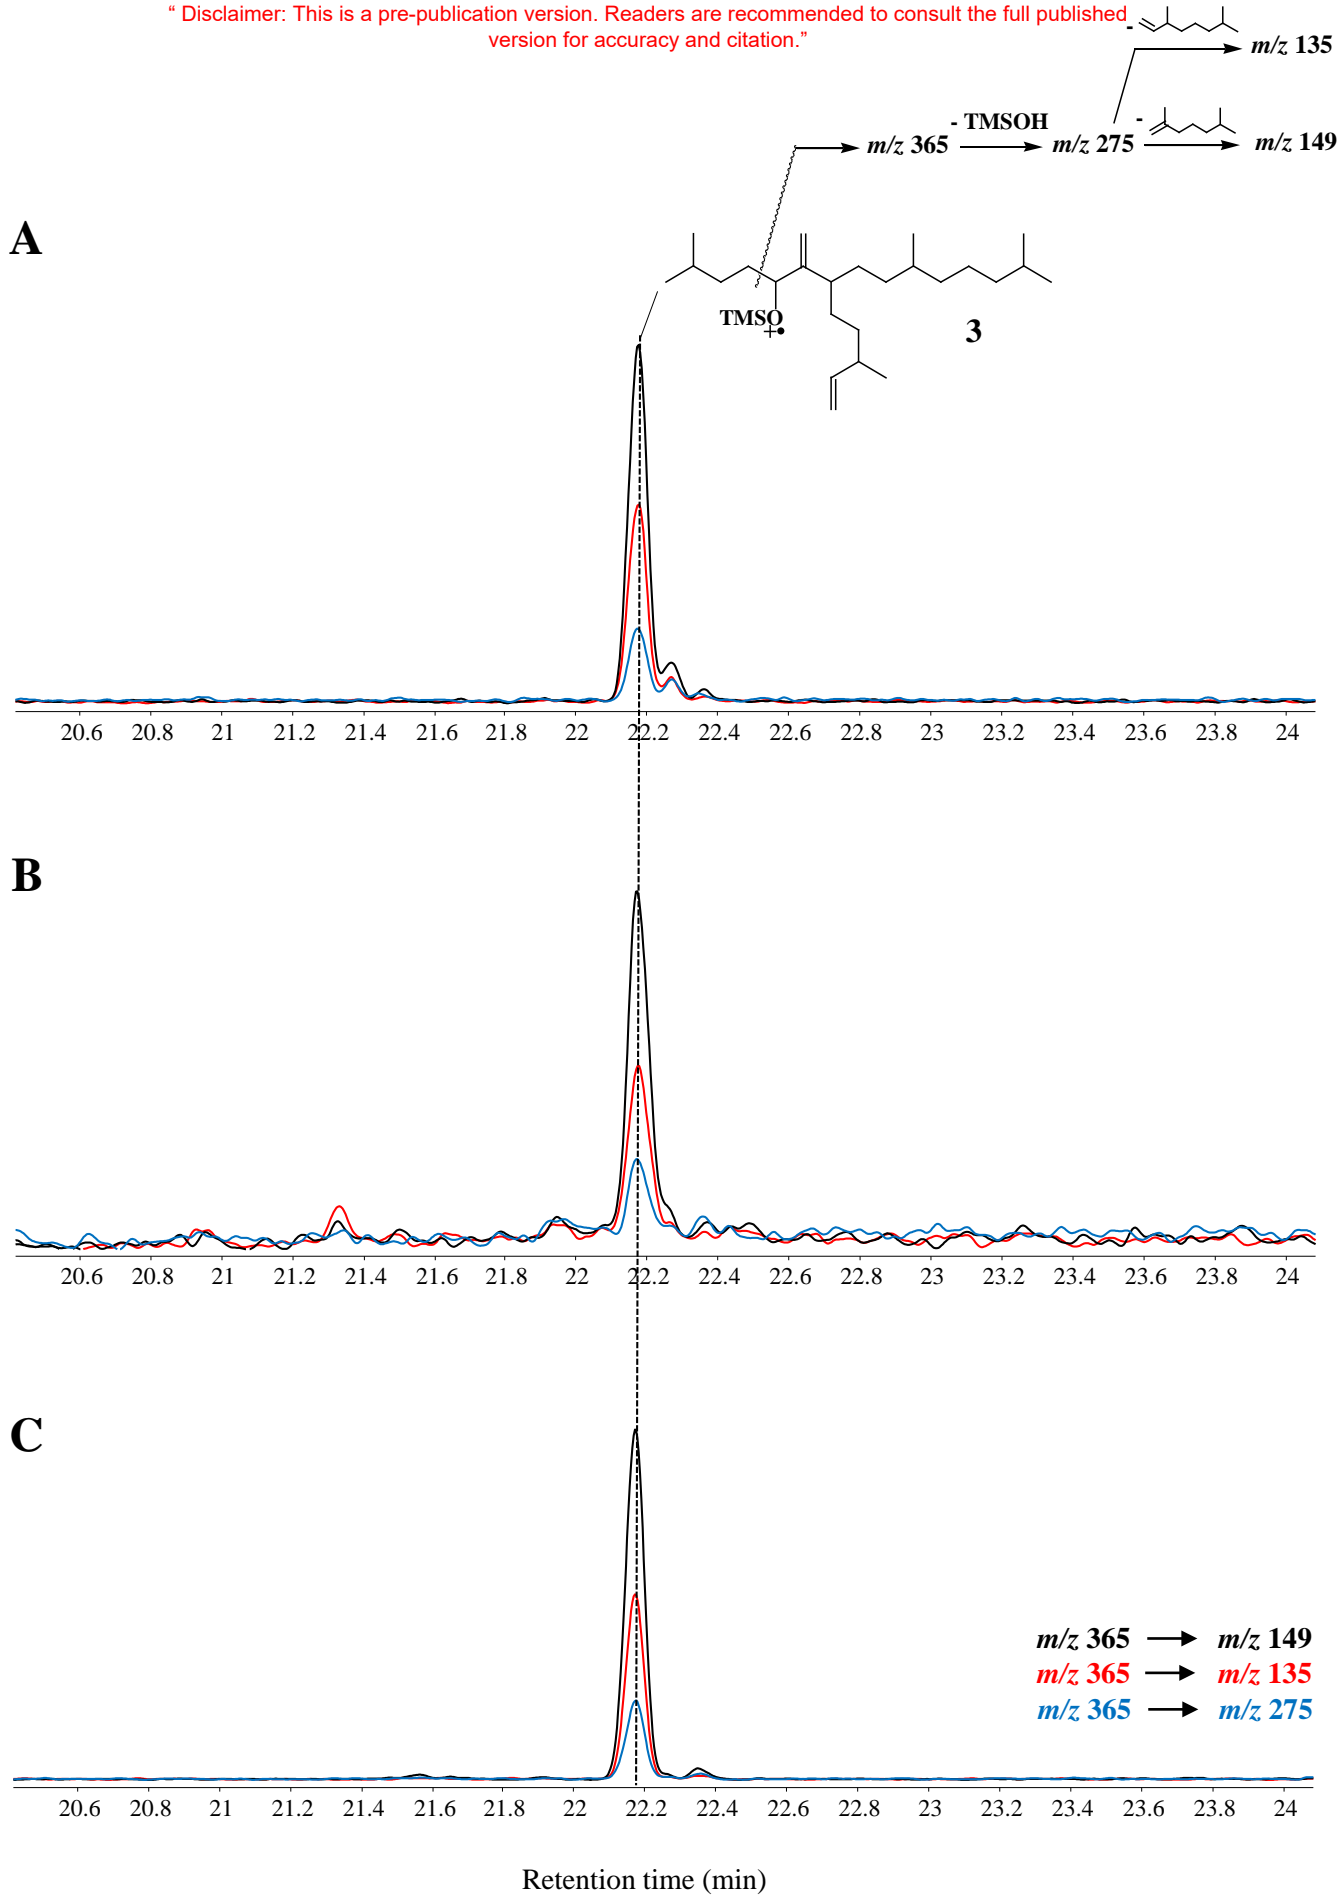 “ Disclaimer: This is a pre-publication version. Readers are recommended to consult the full published
version for accuracy and citation.”
- m/z 135
m/z 365 - TMSOH m/z 275 - m/z 149
A
TMSO
+•
3
20.6 20.8 21 21.2 21.4 21.6 21.8 22 22.2 22.4 22.6 22.8 23 23.2 23.4 23.6 23.8 24
B
20.6 20.8 21 21.2 21.4 21.6 21.8 22 22.2 22.4 22.6 22.8 23 23.2 23.4 23.6 23.8 24
C
m/z 365 → m/z 149
m/z 365 → m/z 135
m/z 365 → m/z 275
20.6 20.8 21 21.2 21.4 21.6 21.8 22 22.2 22.4 22.6 22.8 23 23.2 23.4 23.6 23.8 24
Retention time (min)